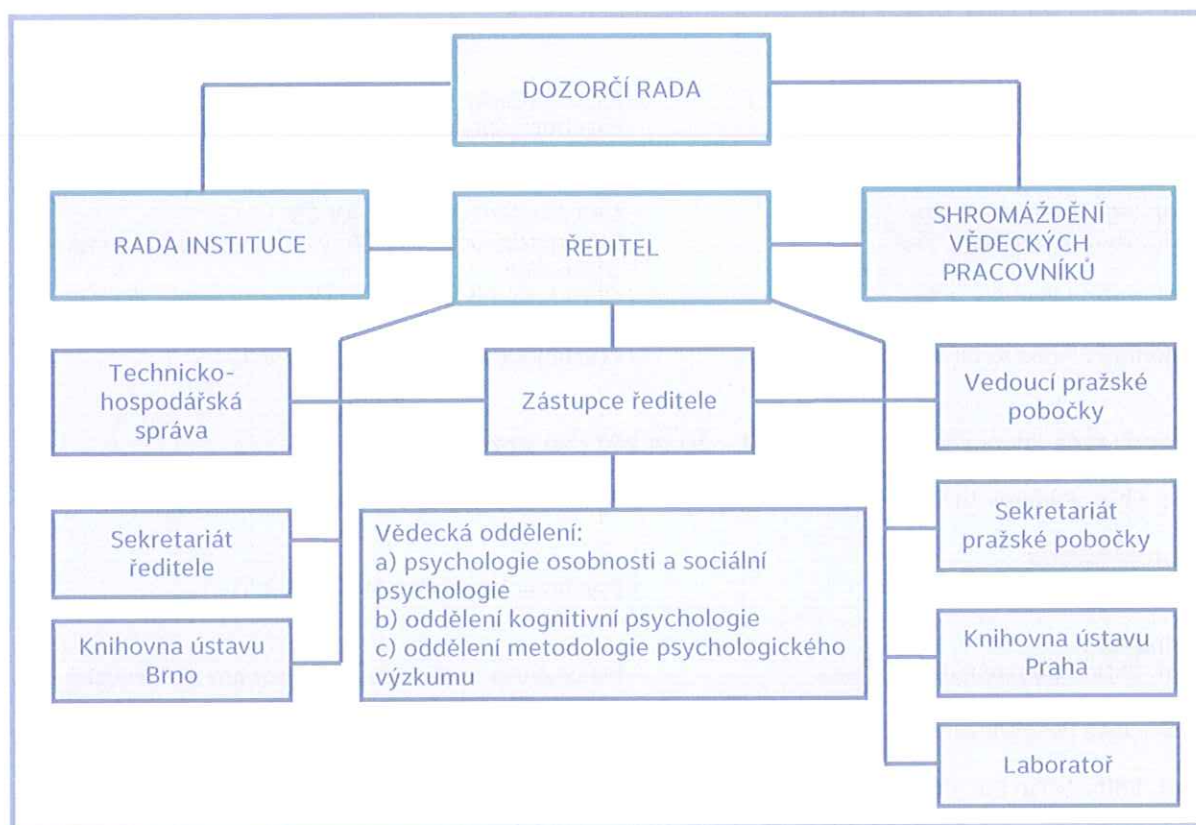 DOZORČÍ RADA
RADA INSTITUCE
ŘEDITEL
SHROMÁŽDĚNÍ
VĚDECKÝCH
PRACOVNÍKŮ
Technicko-
hospodářská
správa
Zástupce ředitele
Vedoucí pražské
pobočky
Sekretariát
ředitele
Vědecká oddělení:
a) psychologie osobnosti a sociální
psychologie
b) oddělení kognitivní psychologie
c) oddělení metodologie psychologického
výzkumu
Sekretariát
pražské pobočky
Knihovna ústavu
Brno
Knihovna ústavu
Praha
Laboratoř